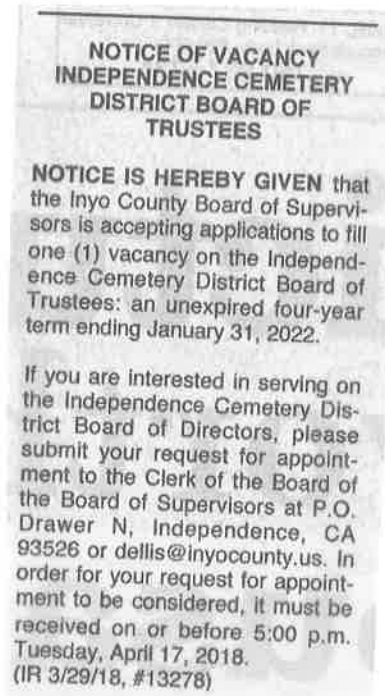 NOTICE OF VACANCY
INDEPENDENCE CEMETERY
DISTRICT BOARD OF
TRUSTEES
NOTICE IS HEREBY GIVEN that
the Inyo County Board of Supervi-
sors is accepting applications to fill
one (1) vacancy on the Independ-
ence Cemetery District Board of
Trustees: an unexpired four-year
term ending January 31, 2022.
If you are interested in serving on
the Independence Cemetery Dis-
trict Board of Directors, please
submit your request for appoint-
ment to the Clerk of the Board of
the Board of Supervisors at P.O.
Drawer N, Independence, CA
93526 or dellis@inyocounty.us. In
order for your request for appoint-
ment to be considered, it must be
received on or before 5:00 p.m.
Tuesday, April 17, 2018.
(IR 3/29/18, #13278)